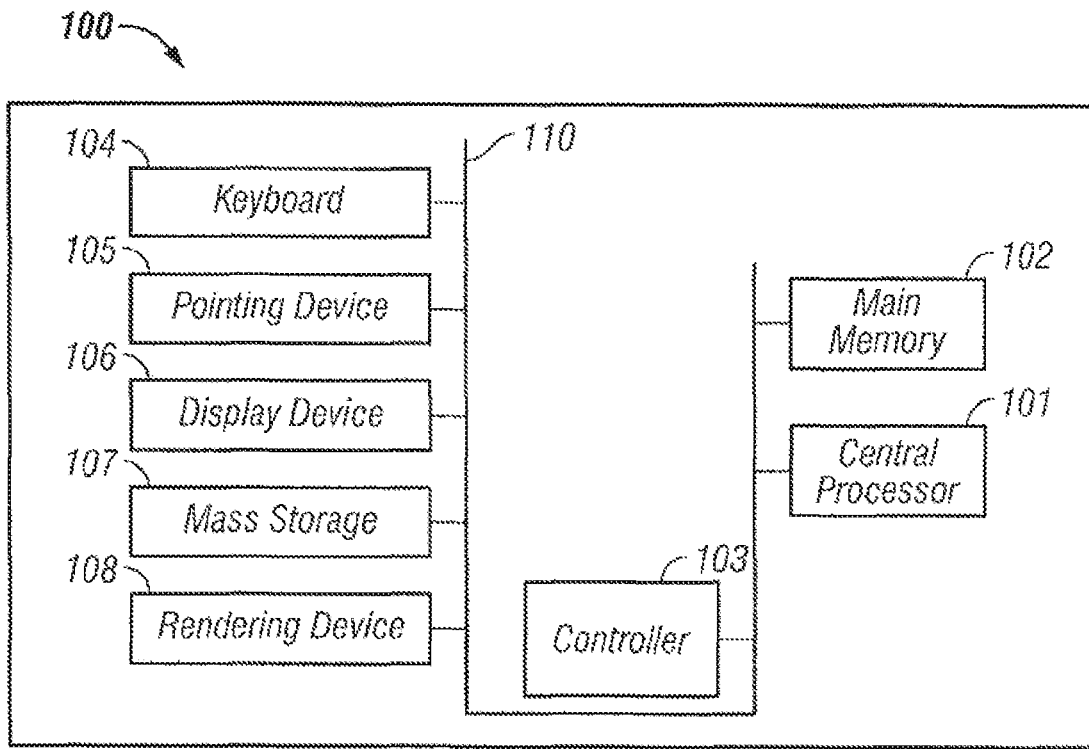 100
104
110
Keyboard
105
Pointing Device
102
Main
Memory
106
Display Device
101
Central
Processor
107
Mass Storage
103
Controller
108
Rendering Device